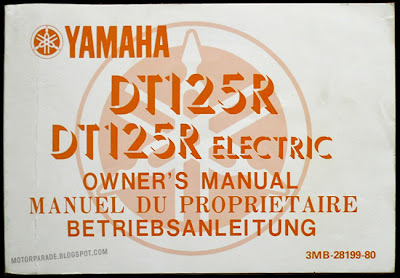 YAMAHA
DT125R
DT125R ELECTRIC
OWNER'S MANUAL
MANUEL DU PROPRIETAIRE
BETRIEBSANLEITUNG
3MB-28199-80
MOTORPARADE.BLOGSPOT.COM